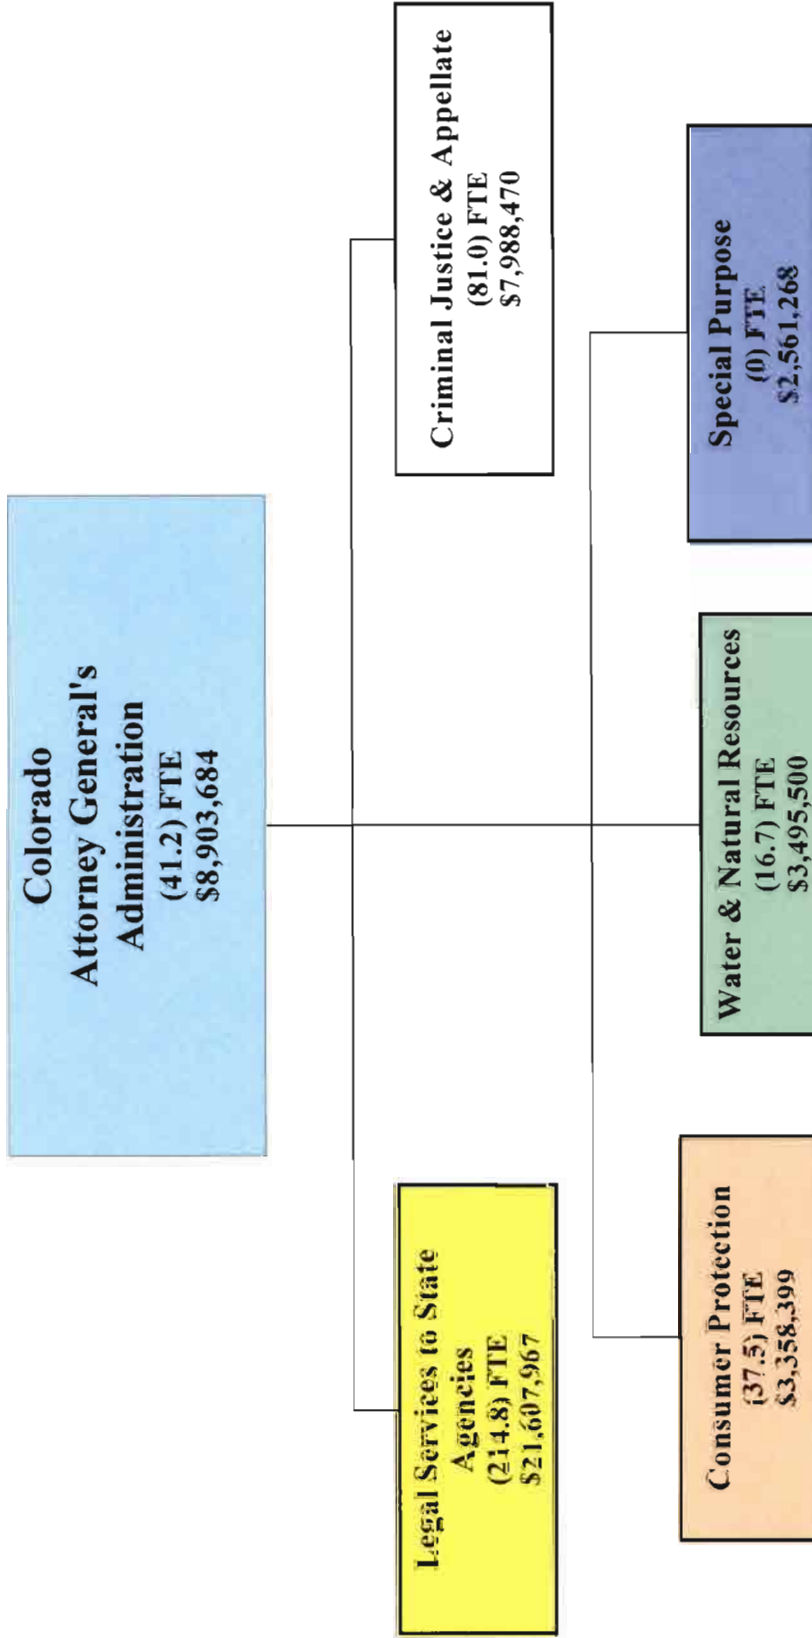 Colorado
Attorney General's
Administration
(41.2) FTE
$8,903,684
Legal Services to State
Agencies
(214.8) FTE
$21,607,967
Criminal Justice & Appellate
(81.0) FTE
$7,988,470
Consumer Protection
(37.5) FTE
$3,358,399
Water & Natural Resources
(16.7) FTE
$3,495,500
Special Purpose
(0) FTE
$2,561,268